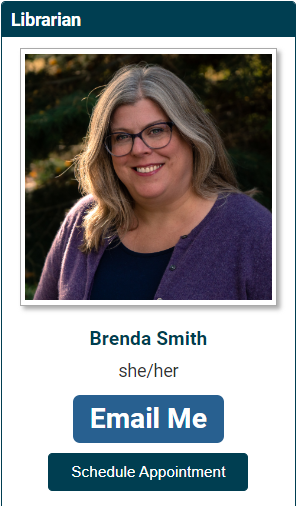 Librarian
Brenda Smith
she/her
Email Me
Schedule Appointment